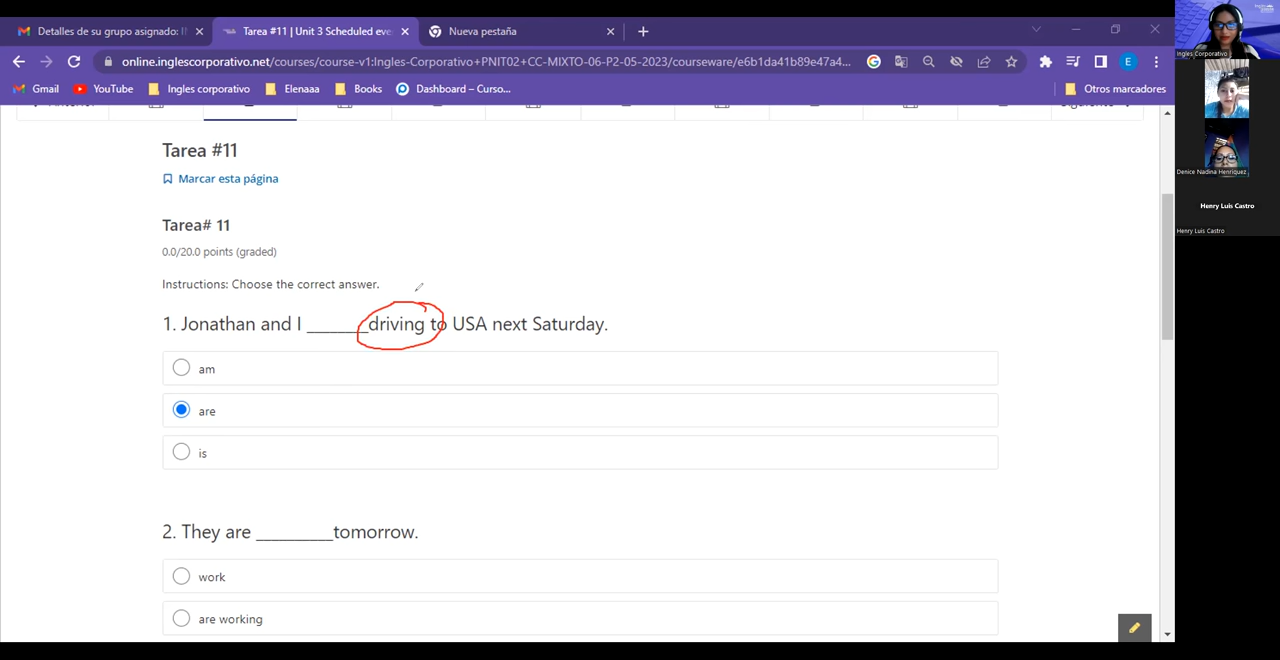 Detalles de su grupo asignado: I
Tarea #11 | Unit 3 Scheduled eve
Nueva pestaña
online.inglescorporativo.net/courses/course-v1:Ingles-Corporativo+PNIT02+CC-MIXTO-06-P2-05-2023/courseware/e6b1da41b89e47a4...
E
Gmail
YouTube
Ingles corporativo
Elenaaa
Books
Dashboard – Curso...
Otros marcadores
Tarea #11
Marcar esta página
Tarea# 11
0.0/20.0 points (graded)
Instructions: Choose the correct answer.
1. Jonathan and I _______driving to USA next Saturday.
am
are
is
2. They are ________tomorrow.
work
are working
Ingles Corporativo
Denice Nadina Henriquez
Henry Luis Castro
Henry Luis Castro